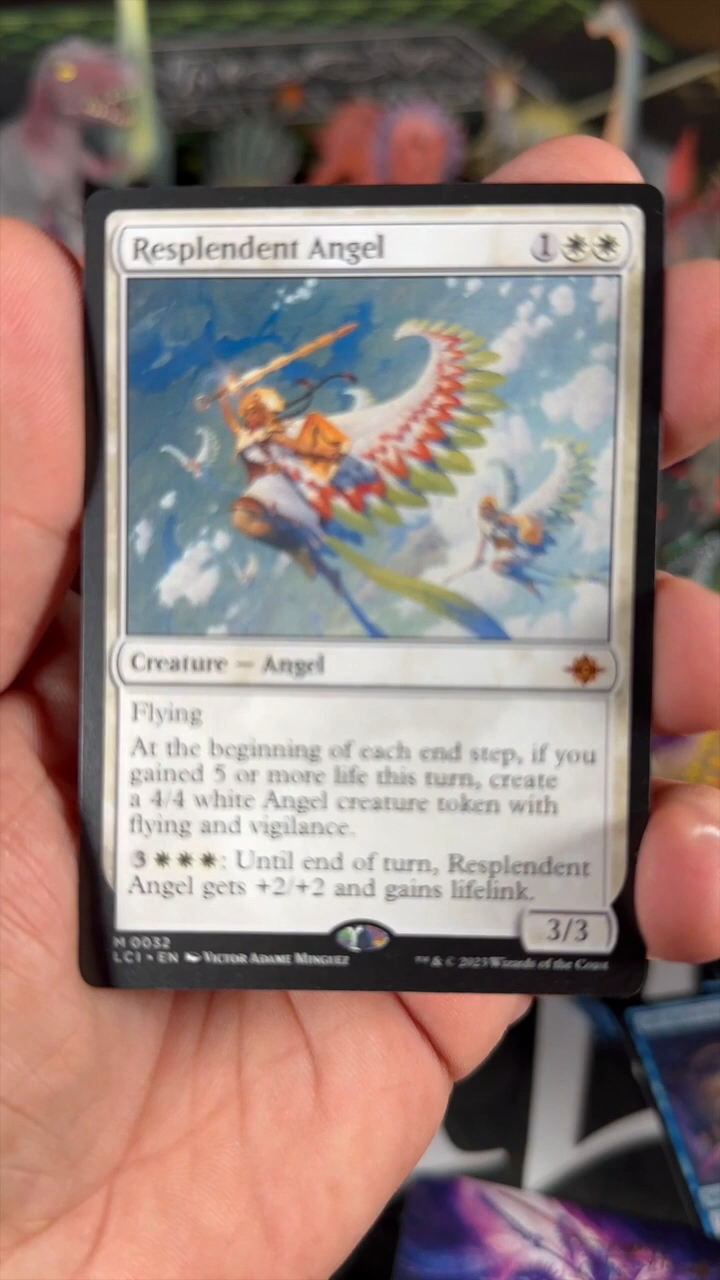 Resplendent Angel 1
Creature — Angel
Flying
At the beginning of each end step, if you
gained 5 or more life this turn, create
a 4/4 white Angel creature token with
flying and vigilance.
3: Until end of turn, Resplendent
Angel gets +2/+2 and gains lifelink.
3/3
M 0032
LCI • EN Victor Adame Minguez
™ & © 2023 Wizards of the Coast